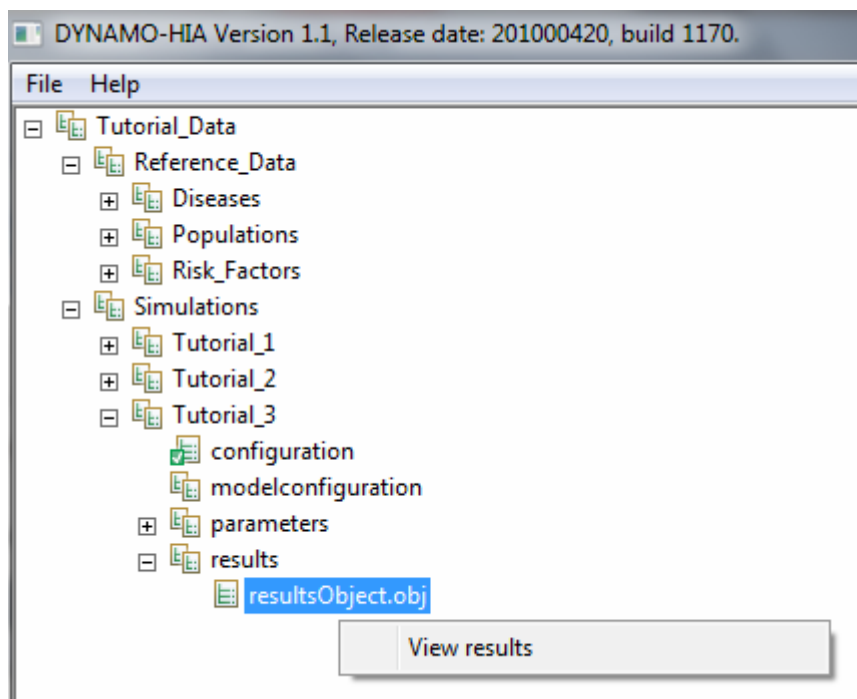 DYNAMO-HIA Version 1.1, Release date: 201000420, build 1170.
File Help
Tutorial_Data
Reference_Data
Diseases
Populations
Risk_Factors
Simulations
Tutorial_1
Tutorial_2
Tutorial_3
configuration
modelconfiguration
parameters
results
resultsObject.obj
View results